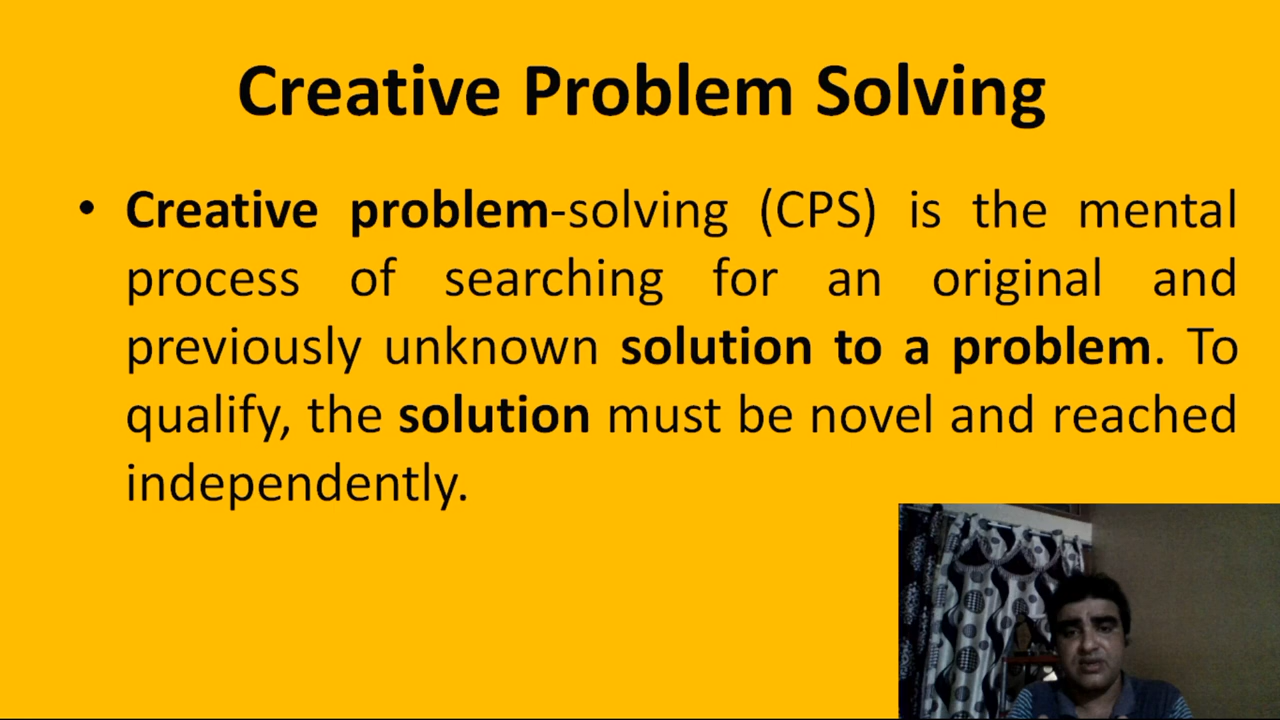 Creative Problem Solving
• Creative problem-solving (CPS) is the mental
process of searching for an original and
previously unknown solution to a problem. To
qualify, the solution must be novel and reached
independently.